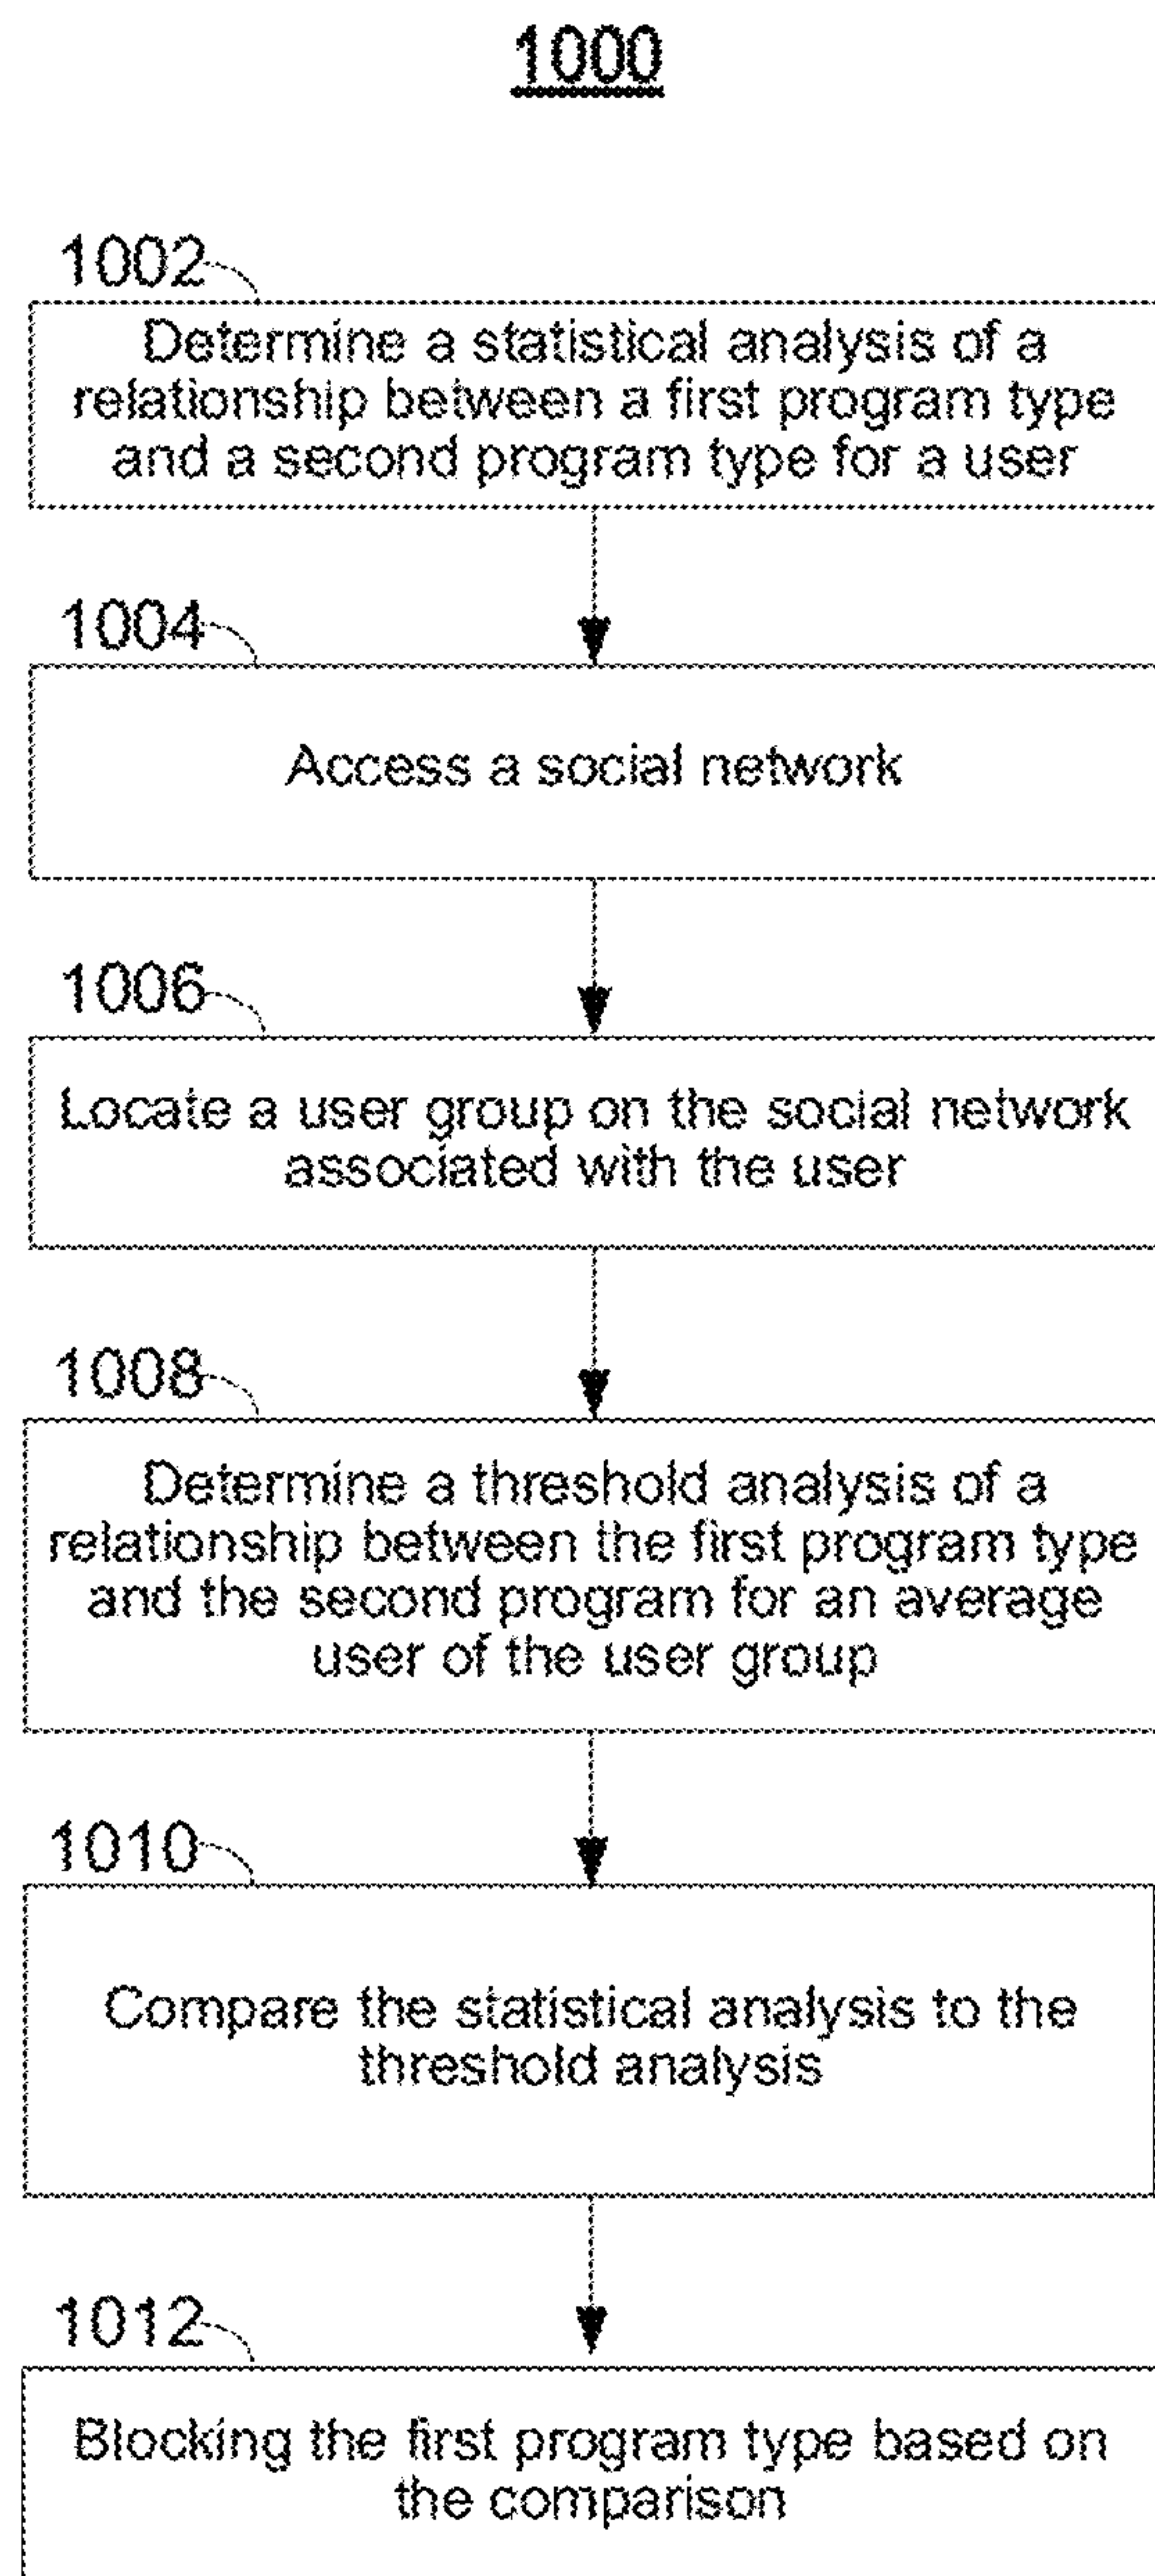 1000
1002
Determine a statistical analysis of a
relationship between a first program type
and a second program type for a user
1004
Access a social network
1006
Locate a user group on the social network
associated with the user
1008
Determine a threshold analysis of a
relationship between the first program type
and the second program for an average
user of the user group
1010
Compare the statistical analysis to the
threshold analysis
1012
Blocking the first program type based on
the comparison